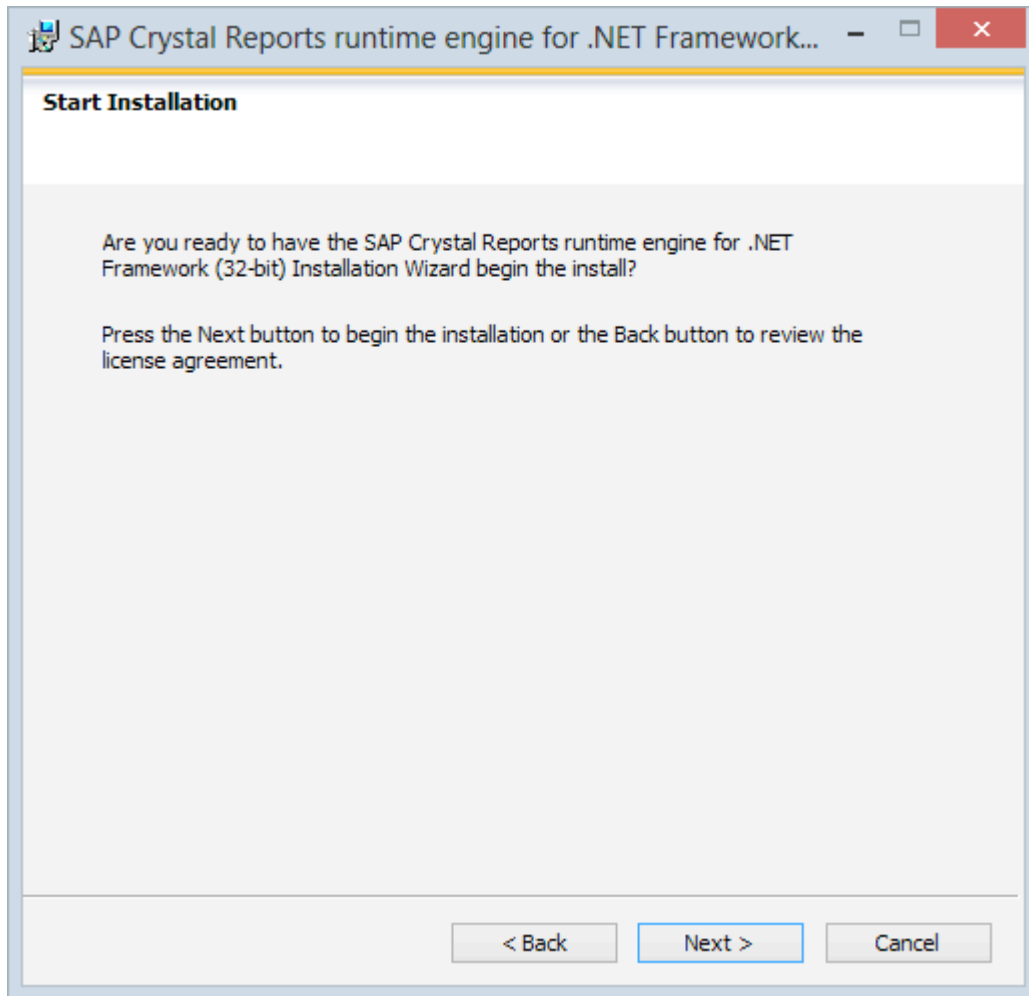 SAP Crystal Reports runtime engine for .NET Framework...
Start Installation
Are you ready to have the SAP Crystal Reports runtime engine for .NET
Framework (32-bit) Installation Wizard begin the install?
Press the Next button to begin the installation or the Back button to review the
license agreement.
< Back Next > Cancel